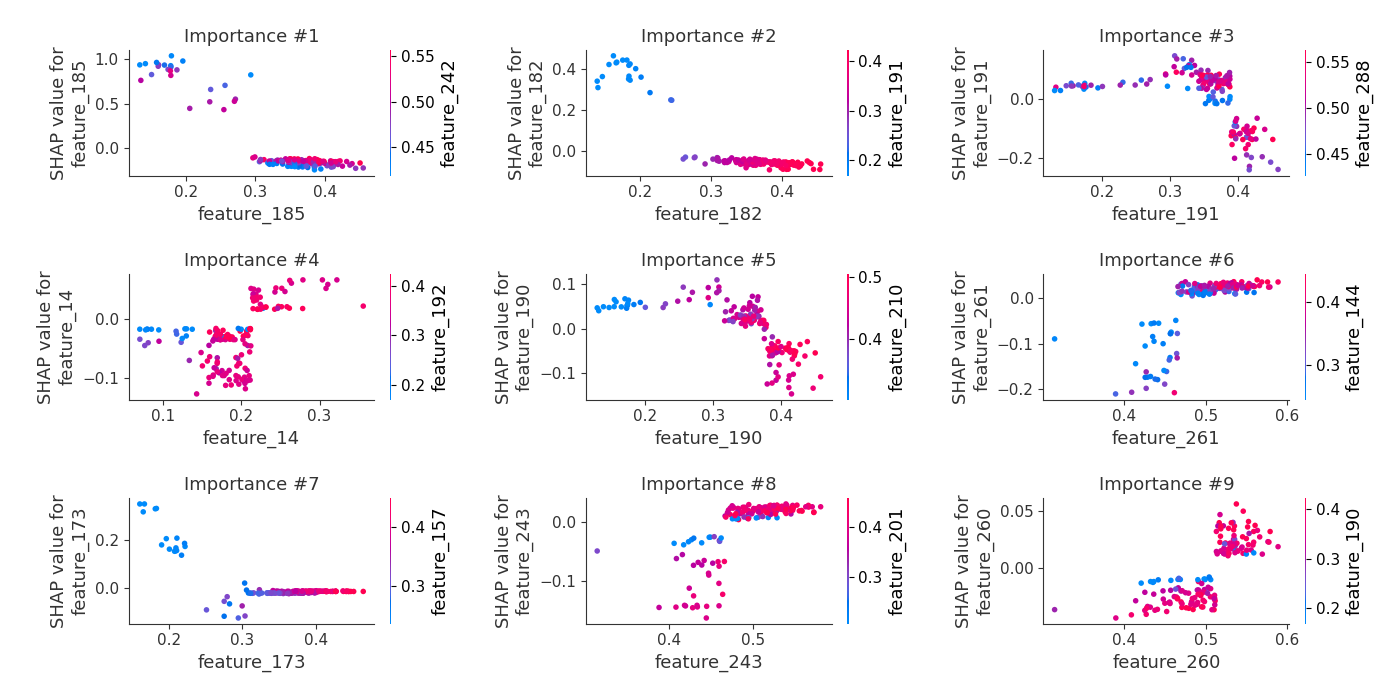 Importance #1
SHAP value for
feature_185
1.0
0.5
0.0
0.2
0.3
0.4
feature_185
0.55
0.50
0.45
feature_242
Importance #2
SHAP value for
feature_182
0.4
0.2
0.0
0.2
0.3
0.4
feature_182
0.4
0.3
0.2
feature_191
Importance #3
SHAP value for
feature_191
0.0
−0.2
0.2
0.3
0.4
feature_191
0.55
0.50
0.45
feature_288
Importance #4
SHAP value for
feature_14
0.0
−0.1
0.1
0.2
0.3
feature_14
0.4
0.3
0.2
feature_192
Importance #5
SHAP value for
feature_190
0.1
0.0
−0.1
0.2
0.3
0.4
feature_190
0.5
0.4
feature_210
Importance #6
SHAP value for
feature_261
0.0
−0.1
−0.2
0.4
0.5
0.6
feature_261
0.4
0.3
feature_144
Importance #7
SHAP value for
feature_173
0.2
0.0
0.2
0.3
0.4
feature_173
0.4
0.3
feature_157
Importance #8
SHAP value for
feature_243
0.0
−0.1
0.4
0.5
feature_243
0.4
0.3
feature_201
Importance #9
SHAP value for
feature_260
0.05
0.00
0.4
0.5
0.6
feature_260
0.4
0.3
0.2
feature_190